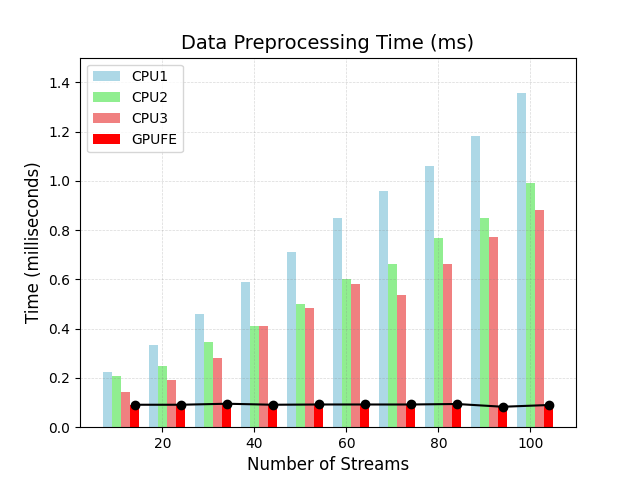 Data Preprocessing Time (ms)
CPU1
CPU2
CPU3
GPUFE
Time (milliseconds)
1.4
1.2
1.0
0.8
0.6
0.4
0.2
0.0
20 40 60 80 100
Number of Streams